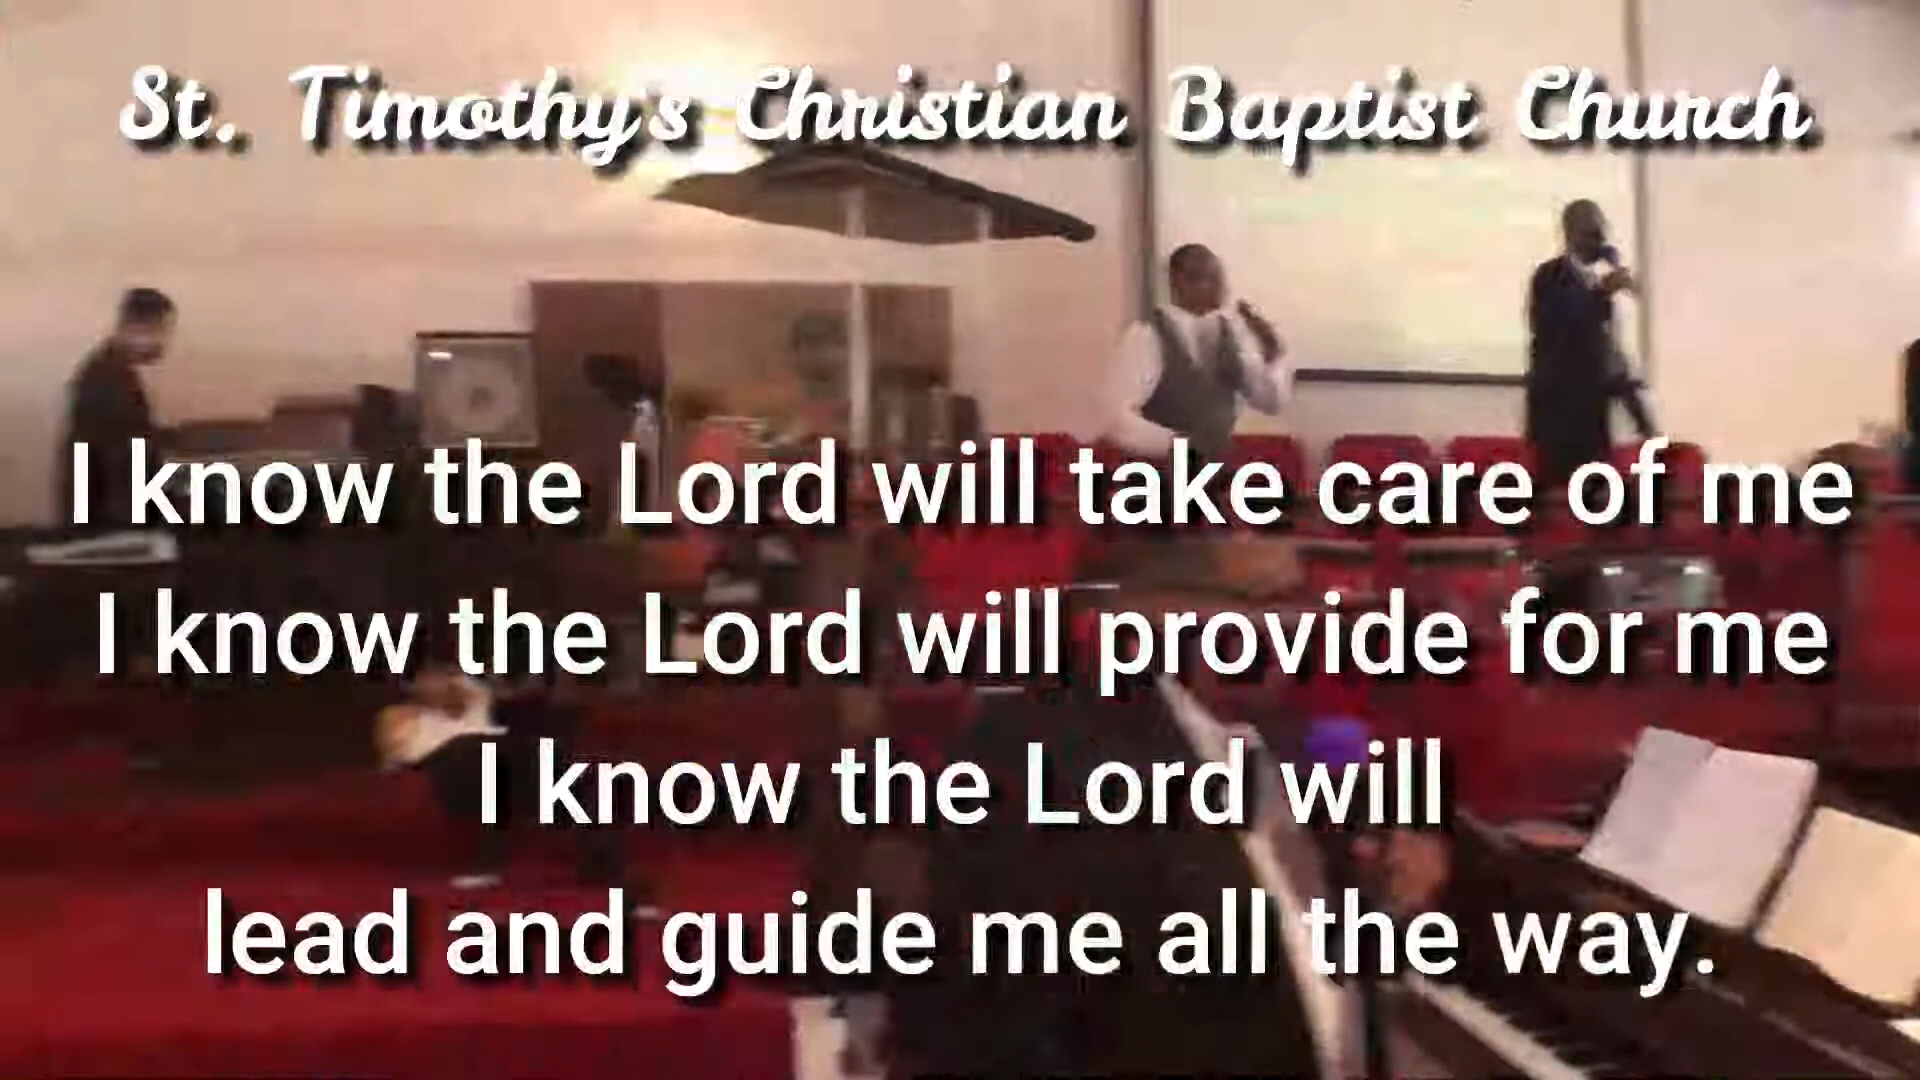 St. Timothy's Christian Baptist Church
I know the Lord will take care of me
I know the Lord will provide for me
I know the Lord will
lead and guide me all the way.